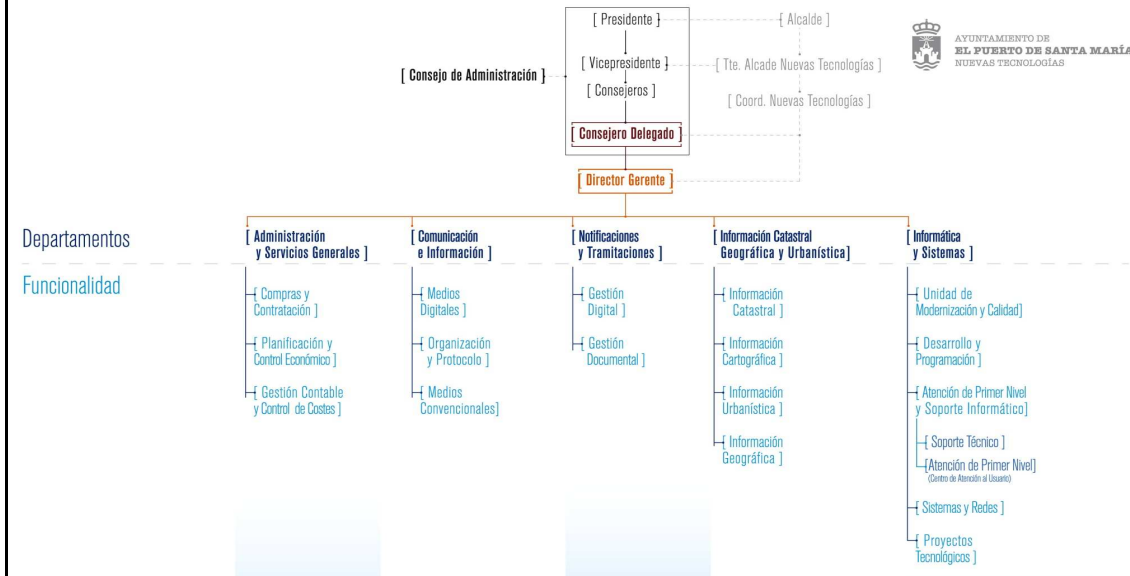 [ Presidente ]
[ Alcalde ]
AYUNTAMIENTO DE
EL PUERTO DE SANTA MARÍA
NUEVAS TECNOLOGÍAS
[ Consejo de Administración ]
[ Vicepresidente ]
[ Tte. Alcade Nuevas Tecnologías ]
[ Consejeros ]
[ Coord. Nuevas Tecnologías ]
[ Consejero Delegado ]
[ Director Gerente ]
Departamentos
[ Administración
y Servicios Generales ]
[ Comunicación
e Información ]
[ Notificaciones
y Tramitaciones ]
[ Información Catastral
Geográfica y Urbanística]
[ Informática
y Sistemas ]
Funcionalidad
[ Compras y
Contratación ]
[ Planificación y
Control Económico ]
[ Gestión Contable
y Control de Costes ]
[ Medios
Digitales ]
[ Organización
y Protocolo ]
[ Medios
Convencionales]
[ Gestión
Digital ]
[ Gestión
Documental ]
[ Información
Catastral ]
[ Información
Cartográfica ]
[ Información
Urbanística ]
[ Información
Geográfica ]
[ Unidad de
Modernización y Calidad]
[ Desarrollo y
Programación ]
[ Atención de Primer Nivel
y Soporte Informático]
[ Soporte Técnico ]
[Atención de Primer Nivel]
(Centro de Atención al Usuario)
[ Sistemas y Redes ]
[ Proyectos
Tecnológicos ]